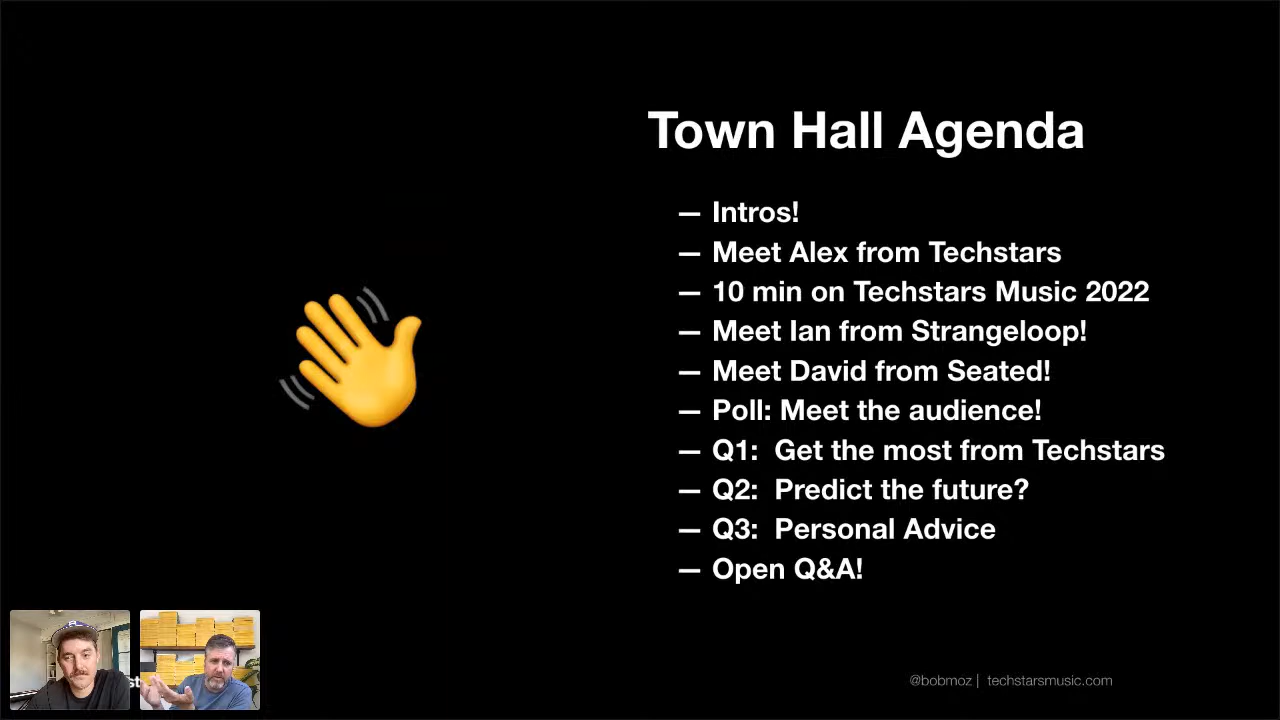 Town Hall Agenda
— Intros!
— Meet Alex from Techstars
— 10 min on Techstars Music 2022
— Meet Ian from Strangeloop!
— Meet David from Seated!
— Poll: Meet the audience!
— Q1:  Get the most from Techstars
— Q2:  Predict the future?
— Q3:  Personal Advice
— Open Q&A!
@bobmoz |  techstarsmusic.com